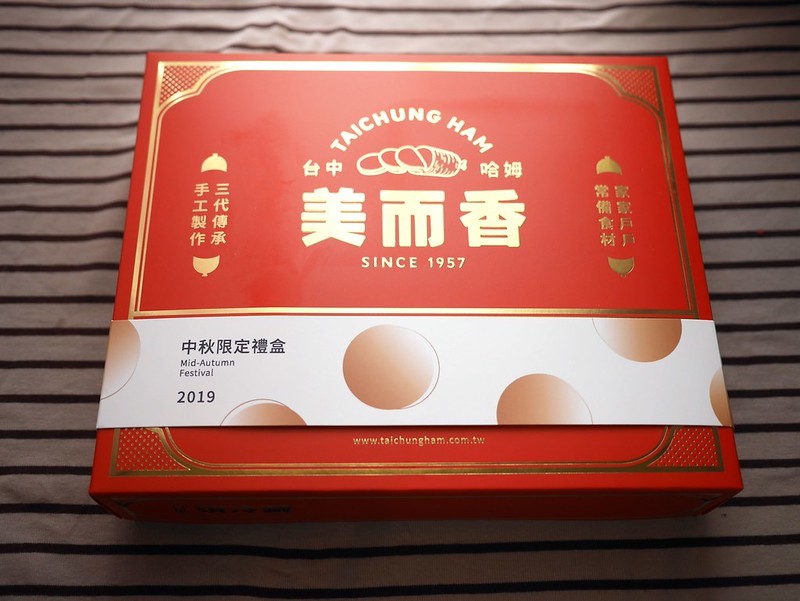 TAICHUNG HAM
台中 哈姆
美而香
SINCE 1957
三代傳承
手工製作
家家戶戶
常備食材
中秋限定禮盒
Mid-Autumn
Festival
2019
www.taichungham.com.tw